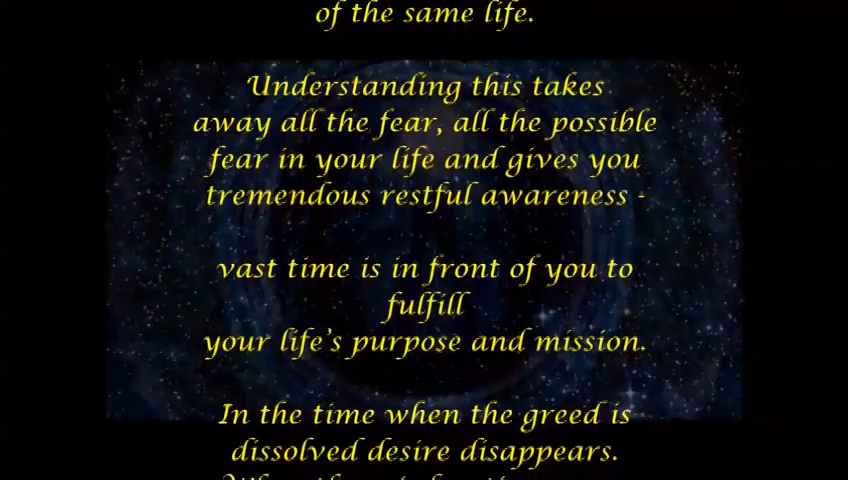 of the same life.
Understanding this takes
away all the fear, all the possible
fear in your life and gives you
tremendous restful awareness -
vast time is in front of you to
fulfill
your life's purpose and mission.
In the time when the greed is
dissolved desire disappears.